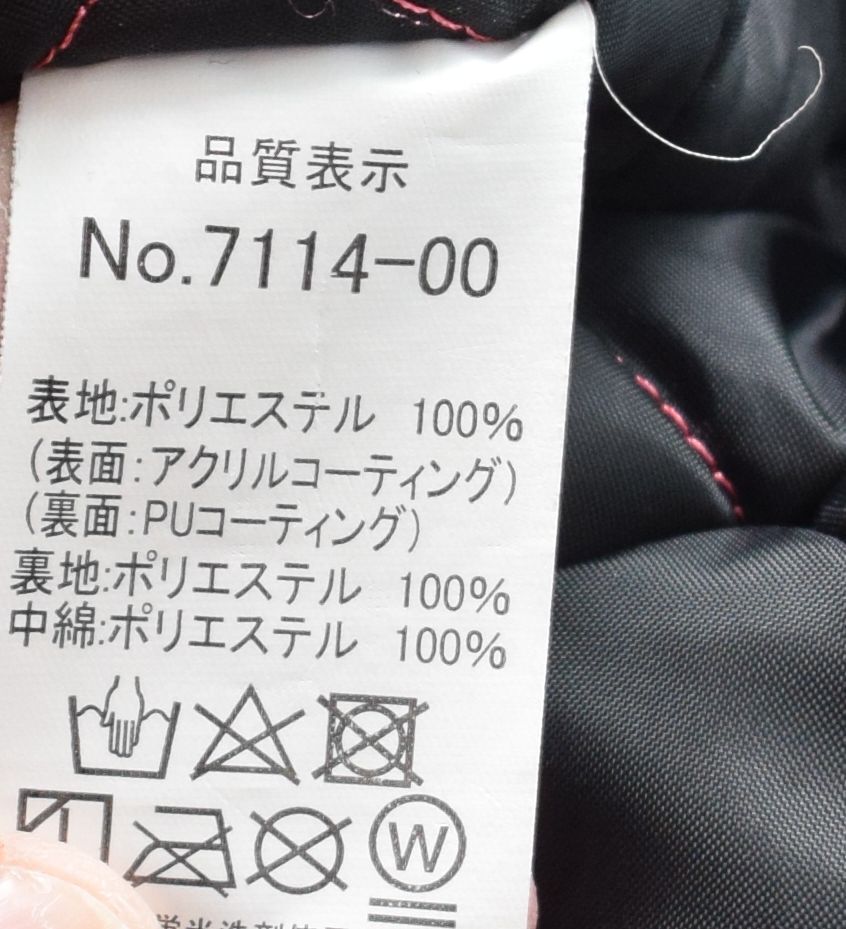 品質表示
No.7114-00
表地:ポリエステル 100%
(表面:アクリルコーティング)
(裏面:PUコーティング)
裏地:ポリエステル 100%
中綿:ポリエステル 100%
W